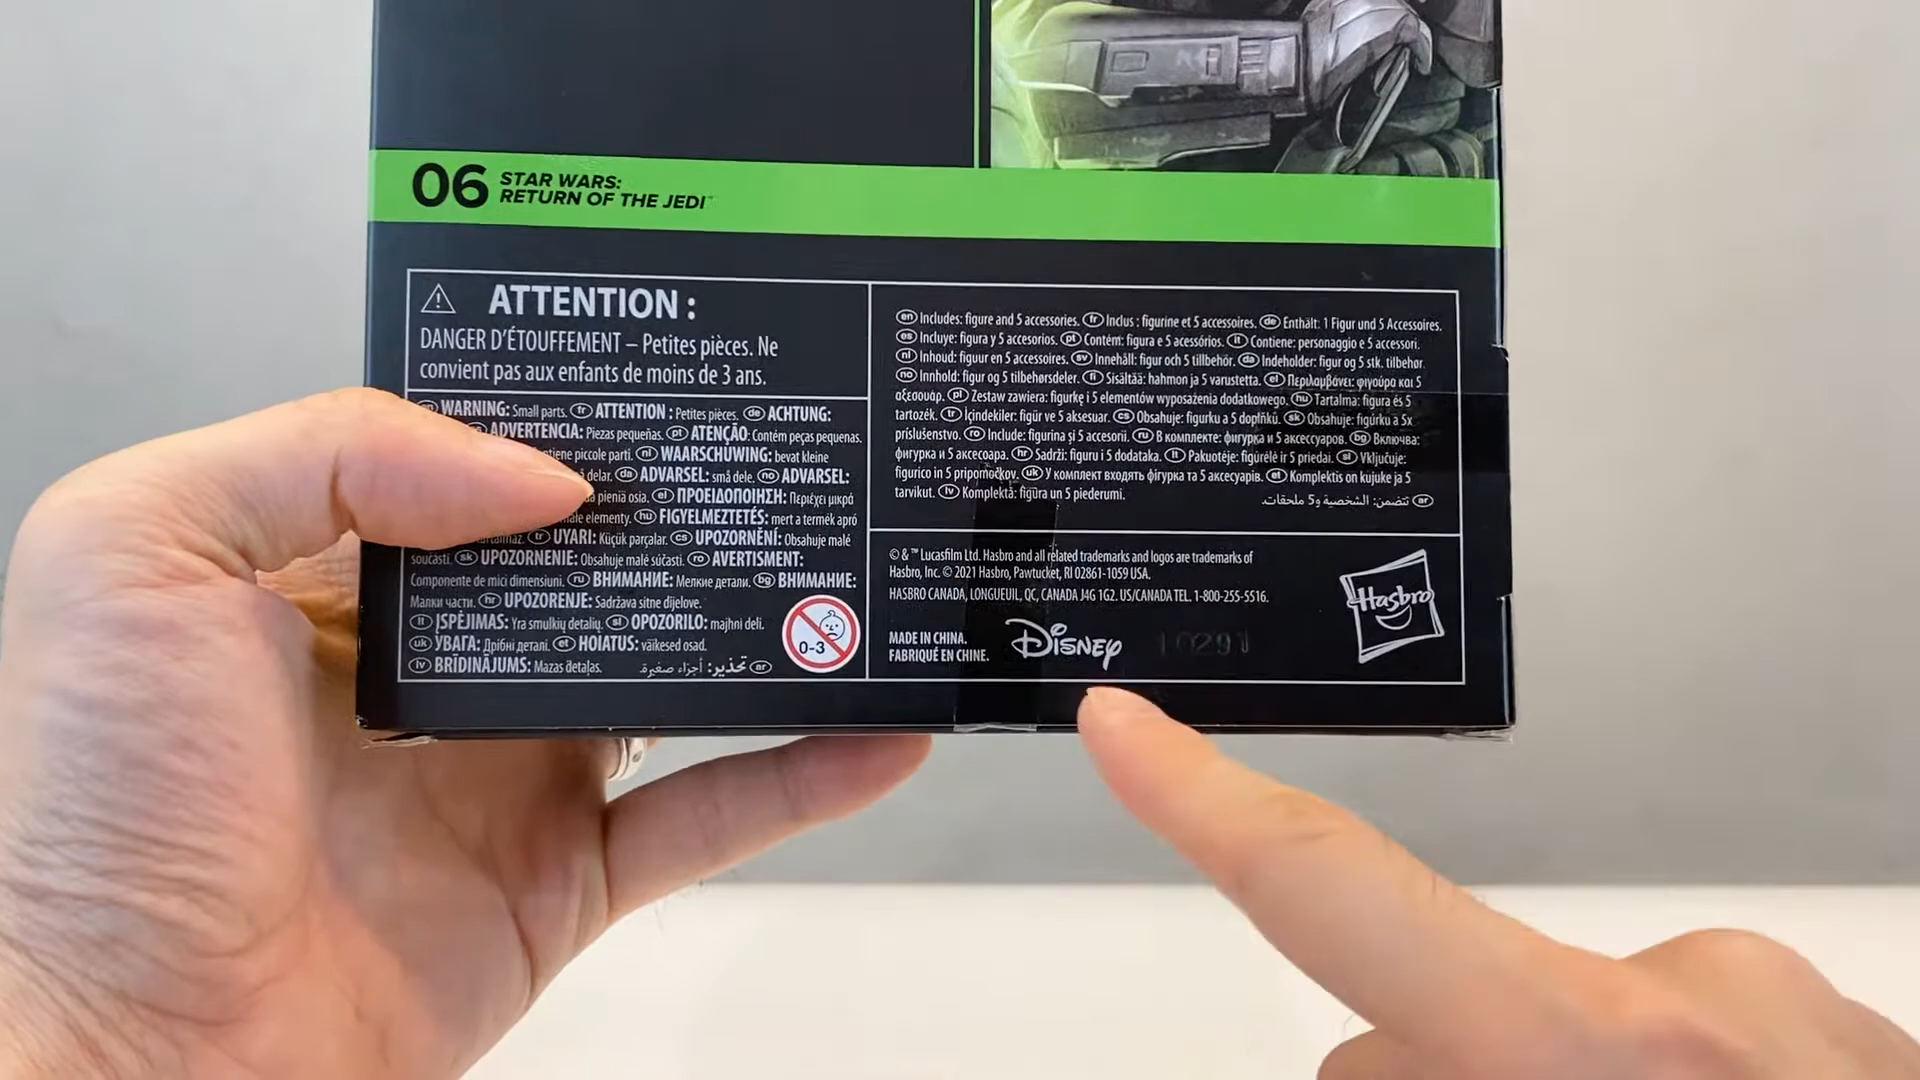 06 STAR WARS:
RETURN OF THE JEDI™
ATTENTION :
DANGER D'ÉTOUFFEMENT – Petites pièces. Ne
convient pas aux enfants de moins de 3 ans.
WARNING: Small parts. fr ATTENTION : Petites pièces. de ACHTUNG:
ADVERTENCIA: Piezas pequeñas. pt ATENÇÃO: Contém peças pequenas.
piccole parti. nl WAARSCHUWING: bevat kleine
delar. da ADVARSEL: små dele. no ADVARSEL:
pieniä osia. el ΠΡΟΕΙΔΟΠΟΙΗΣΗ: Περιέχει μικρά
elementy. hu FIGYELMEZTETÉS: mert a termék apró
tr UYARI: Küçük parçalar. cs UPOZORNĚNÍ: Obsahuje malé
součásti. sk UPOZORNENIE: Obsahuje malé súčasti. ro AVERTISMENT:
Componente de mici dimensiuni. ru ВНИМАНИЕ: Мелкие детали. bg ВНИМАНИЕ:
Малки части. hr UPOZORENJE: Sadržava sitne dijelove.
lt ĮSPĖJIMAS: Yra smulkių detalių. sl OPOZORILO: majhni deli.
uk УВАГА: Дрібні деталі. et HOIATUS: väikesed osad.
lv BRĪDINĀJUMS: Mazas detaļas. ar تحذير: أجزاء صغيرة.
0-3
en Includes: figure and 5 accessories. fr Inclus : figurine et 5 accessoires. de Enthält: 1 Figur und 5 Accessoires.
es Incluye: figura y 5 accesorios. pt Contém: figura e 5 acessórios. it Contiene: personaggio e 5 accessori.
nl Inhoud: figuur en 5 accessoires. sv Innehåll: figur och 5 tillbehör. da Indeholder: figur og 5 stk. tilbehør.
no Innhold: figur og 5 tilbehørsdeler. fi Sisältää: hahmon ja 5 varustetta. el Περιλαμβάνει: φιγούρα και 5
αξεσουάρ. pl Zestaw zawiera: figurkę i 5 elementów wyposażenia dodatkowego. hu Tartalma: figura és 5
tartozék. tr İçindekiler: figür ve 5 aksesuar. cs Obsahuje: figurku a 5 doplňků. sk Obsahuje: figúrku a 5x
príslušenstvo. ro Include: figurina și 5 accesorii. ru В комплекте: фигурка и 5 аксессуаров. bg Включва:
фигурка и 5 аксесоара. hr Sadrži: figuru i 5 dodataka. lt Pakuotėje: figūrėlė ir 5 priedai. sl Vključuje:
figurico in 5 pripomočkov. uk У комплект входять фігурка та 5 аксесуарів. et Komplektis on kujuke ja 5
tarvikut. lv Komplektā: figūra un 5 piederumi. ar تتضمن: الشخصية و5 ملحقات.
© & ™ Lucasfilm Ltd. Hasbro and all related trademarks and logos are trademarks of
Hasbro, Inc. © 2021 Hasbro, Pawtucket, RI 02861-1059 USA.
HASBRO CANADA, LONGUEUIL, QC, CANADA J4G 1G2. US/CANADA TEL. 1-800-255-5516.
MADE IN CHINA.
FABRIQUÉ EN CHINE.
Disney
10291
Hasbro